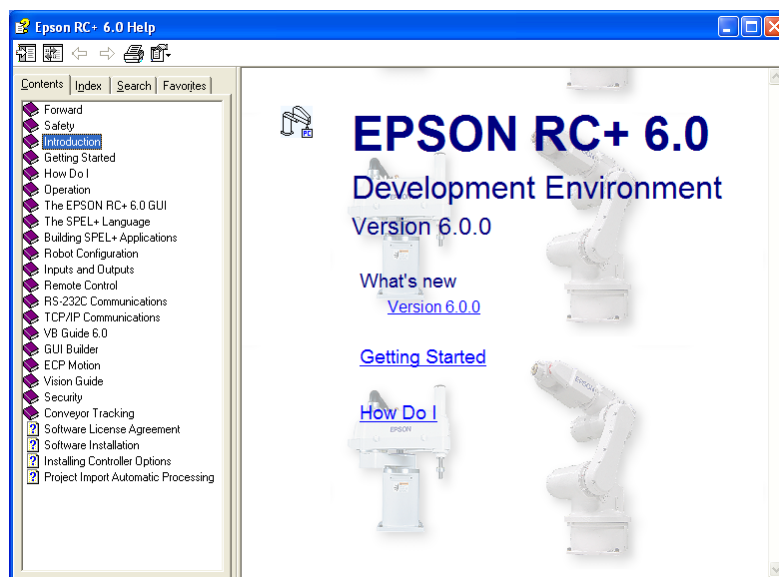 Epson RC+ 6.0 Help
Contents Index Search Favorites
Forward
Safety
Introduction
Getting Started
How Do I
Operation
The EPSON RC+ 6.0 GUI
The SPEL+ Language
Building SPEL+ Applications
Robot Configuration
Inputs and Outputs
Remote Control
RS-232C Communications
TCP/IP Communications
VB Guide 6.0
GUI Builder
ECP Motion
Vision Guide
Security
Conveyor Tracking
Software License Agreement
Software Installation
Installing Controller Options
Project Import Automatic Processing
EPSON RC+ 6.0
Development Environment
Version 6.0.0
What's new
Version 6.0.0
Getting Started
How Do I
EPSON